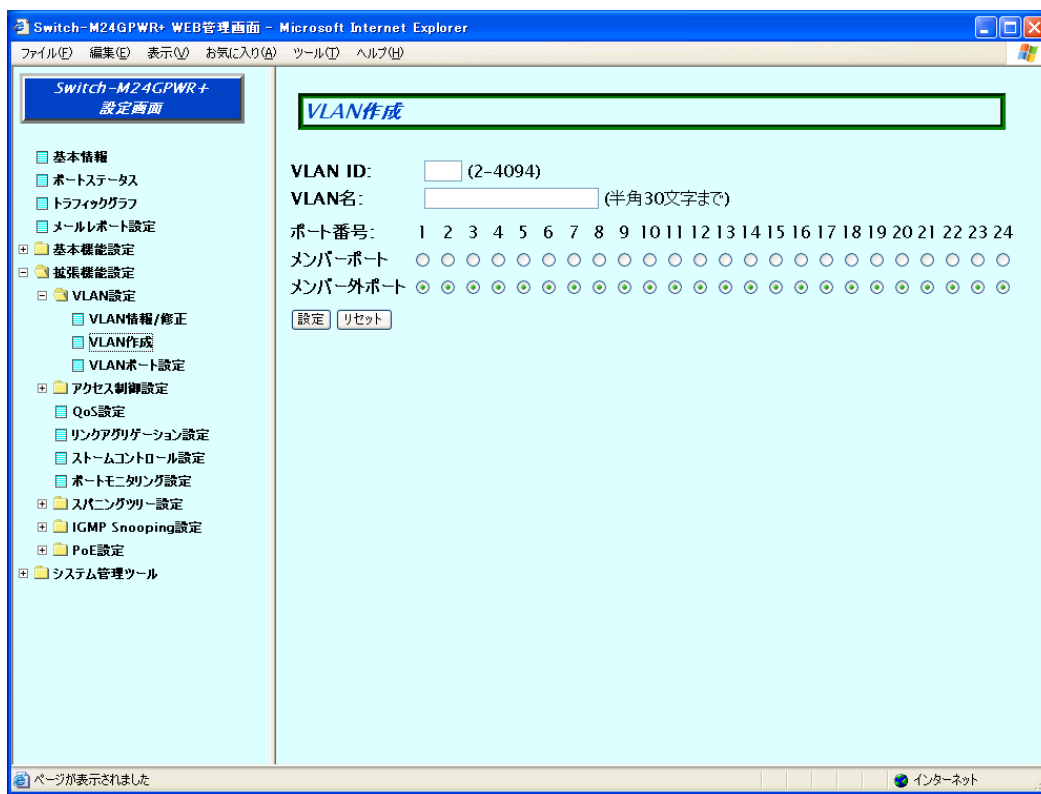 Switch-M24GPWR+ WEB管理画面 - Microsoft Internet Explorer
ファイル(F) 編集(E) 表示(V) お気に入り(A) ツール(T) ヘルプ(H)
Switch-M24GPWR+
設定画面
基本情報
ポートステータス
トラフィックグラフ
メールレポート設定
基本機能設定
拡張機能設定
VLAN設定
VLAN情報/修正
VLAN作成
VLANポート設定
アクセス制御設定
QoS設定
リンクアグリゲーション設定
ストームコントロール設定
ポートモニタリング設定
スパニングツリー設定
IGMP Snooping設定
PoE設定
システム管理ツール
VLAN作成
VLAN ID: (2-4094)
VLAN名: (半角30文字まで)
ポート番号: 1 2 3 4 5 6 7 8 9 10 11 12 13 14 15 16 17 18 19 20 21 22 23 24
メンバーポート
メンバー外ポート
設定 リセット
ページが表示されました インターネット